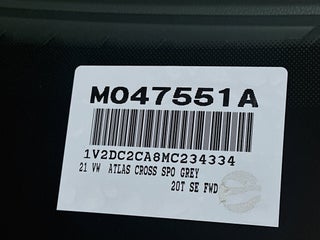 M047551A
1V2DC2CA8MC234334
21 VW ATLAS CROSS SPO GREY
20T SE FWD